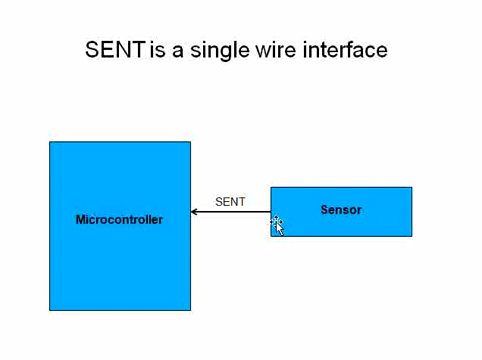 SENT is a single wire interface
SENT
Microcontroller
Sensor